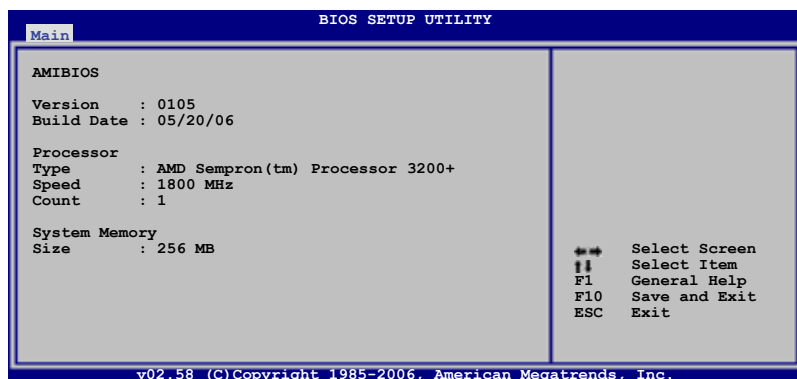 BIOS SETUP UTILITY
Main
AMIBIOS
Version : 0105
Build Date : 05/20/06
Processor
Type : AMD Sempron(tm) Processor 3200+
Speed : 1800 MHz
Count : 1
System Memory
Size : 256 MB
Select Screen
Select Item
F1 General Help
F10 Save and Exit
ESC Exit
v02.58 (C)Copyright 1985-2006, American Megatrends, Inc.